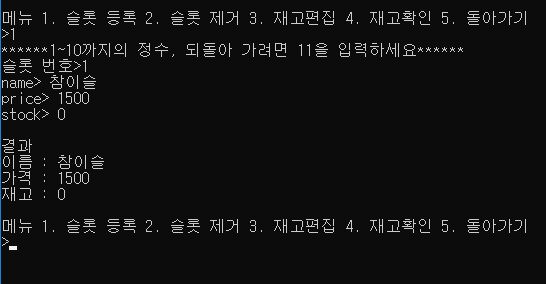 메뉴 1. 슬롯 등록 2. 슬롯 제거 3. 재고편집 4. 재고확인 5. 돌아가기
>1
******1~10까지의 정수, 되돌아 가려면 11을 입력하세요******
슬롯 번호>1
name> 참이슬
price> 1500
stock> 0
결과
이름 : 참이슬
가격 : 1500
재고 : 0
메뉴 1. 슬롯 등록 2. 슬롯 제거 3. 재고편집 4. 재고확인 5. 돌아가기
>